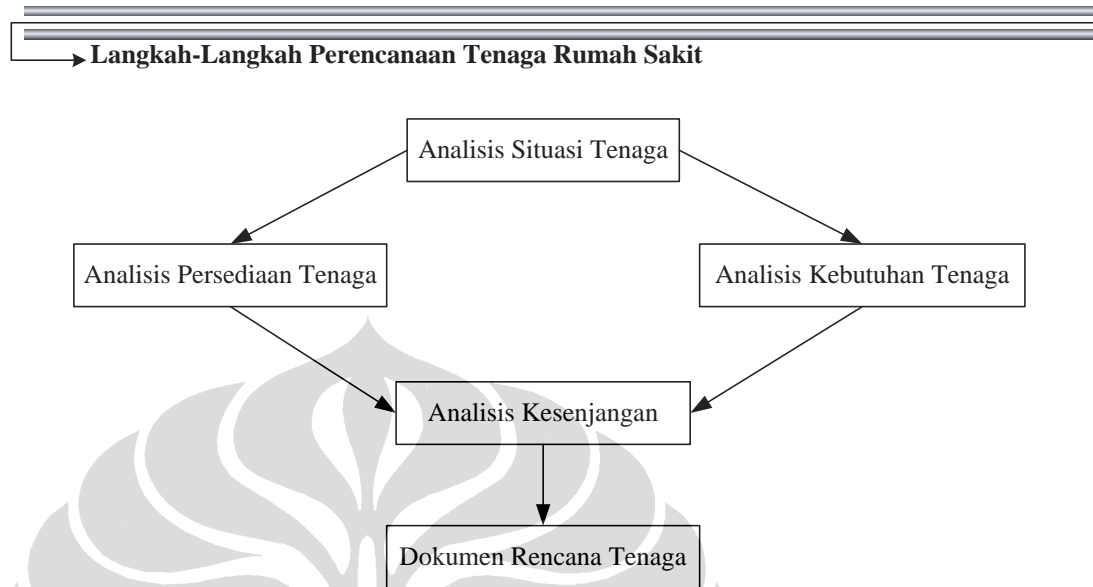 Langkah-Langkah Perencanaan Tenaga Rumah Sakit
Analisis Situasi Tenaga
Analisis Persediaan Tenaga
Analisis Kebutuhan Tenaga
Analisis Kesenjangan
Dokumen Rencana Tenaga